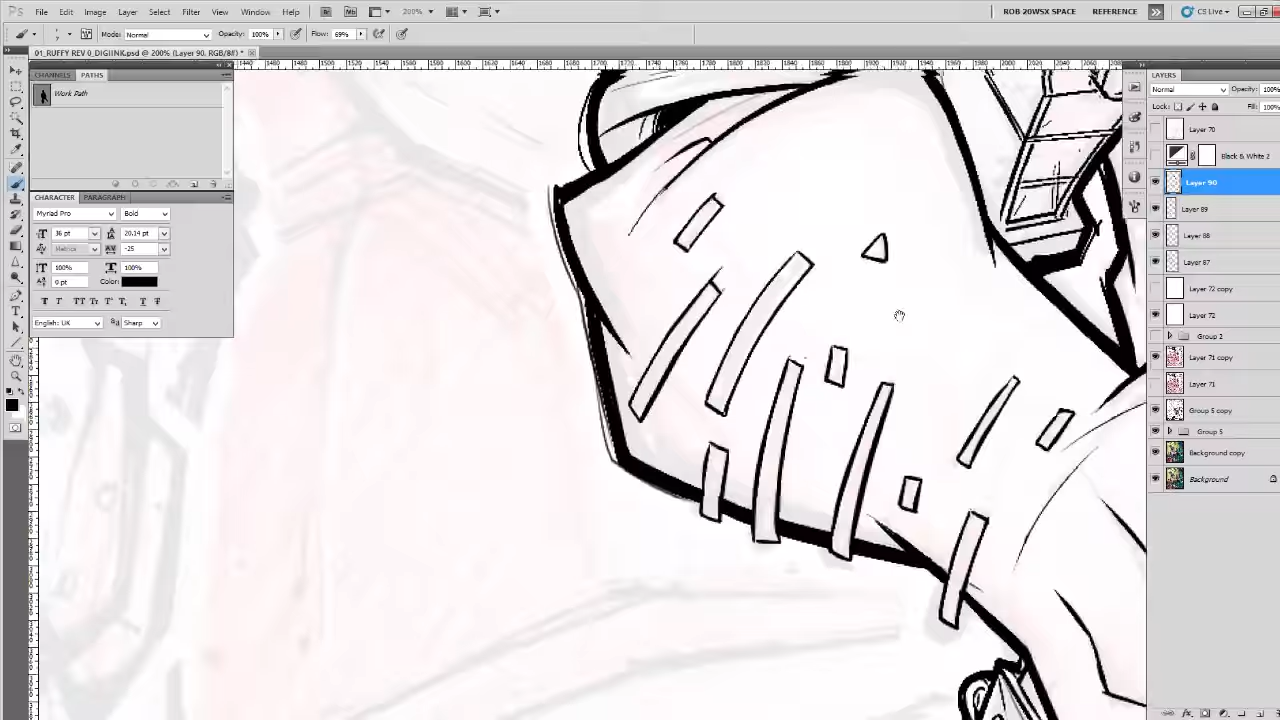 Ps File Edit Image Layer Select Filter View Window Help Br Mb 200% ROB 20WSX SPACE REFERENCE CS Live
Mode: Normal Opacity: 100% Flow: 69%
01_RUFFY REV 0_DIGIINK.psd @ 200% (Layer 90, RGB/8#) *
CHANNELS PATHS
Work Path
CHARACTER PARAGRAPH
Myriad Pro Bold
36 pt 20.14 pt
Metrics -25
100% 100%
0 pt Color:
English: UK Sharp
LAYERS
Normal Opacity: 100%
Lock: Fill: 100%
Layer 70
Black & White 2
Layer 90
Layer 89
Layer 88
Layer 87
Layer 72 copy
Layer 72
Group 2
Layer 71 copy
Layer 71
Group 5 copy
Group 5
Background copy
Background